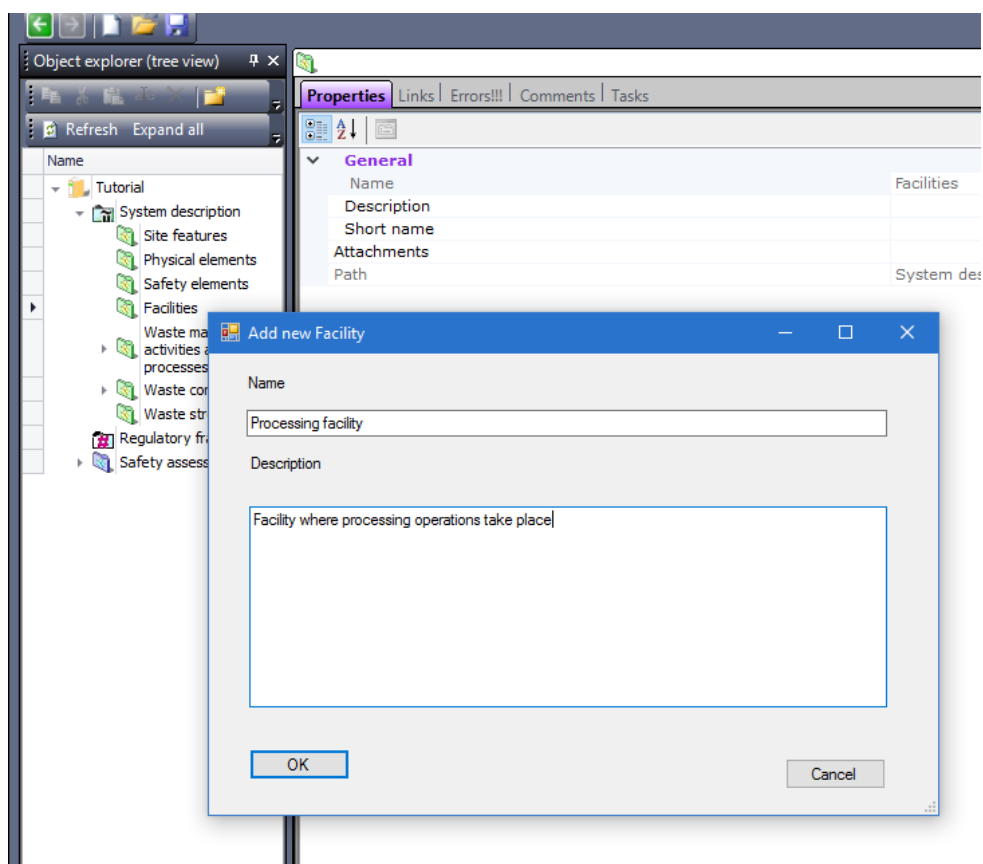 Object explorer (tree view)
Refresh Expand all
Name
Tutorial
System description
Site features
Physical elements
Safety elements
Facilities
Waste ma
activities a
processes
Waste cor
Waste str
Regulatory fra
Safety assess
Properties Links Errors!!! Comments Tasks
General
Name Facilities
Description
Short name
Attachments
Path System des
Add new Facility
Name
Processing facility
Description
Facility where processing operations take place
OK
Cancel